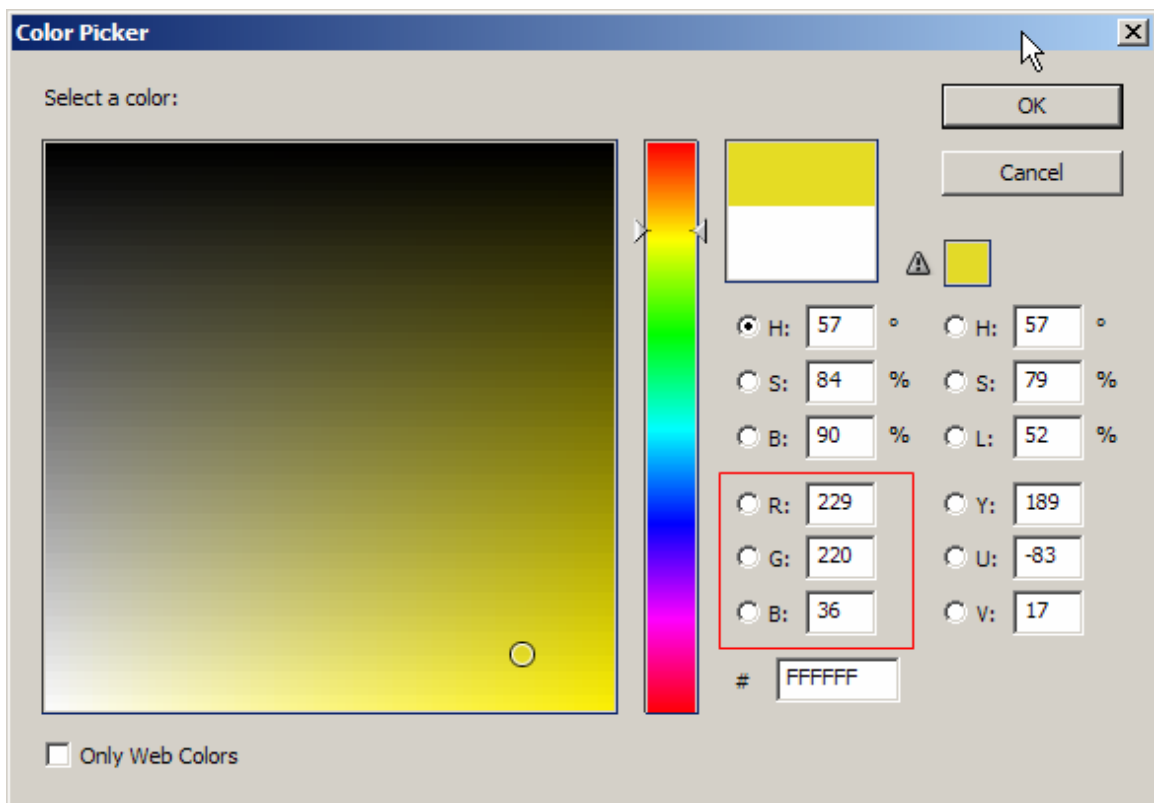 Color Picker
Select a color:
OK
Cancel
H: 57 ° H: 57 °
S: 84 % S: 79 %
B: 90 % L: 52 %
R: 229 Y: 189
G: 220 U: -83
B: 36 V: 17
# FFFFFF
Only Web Colors